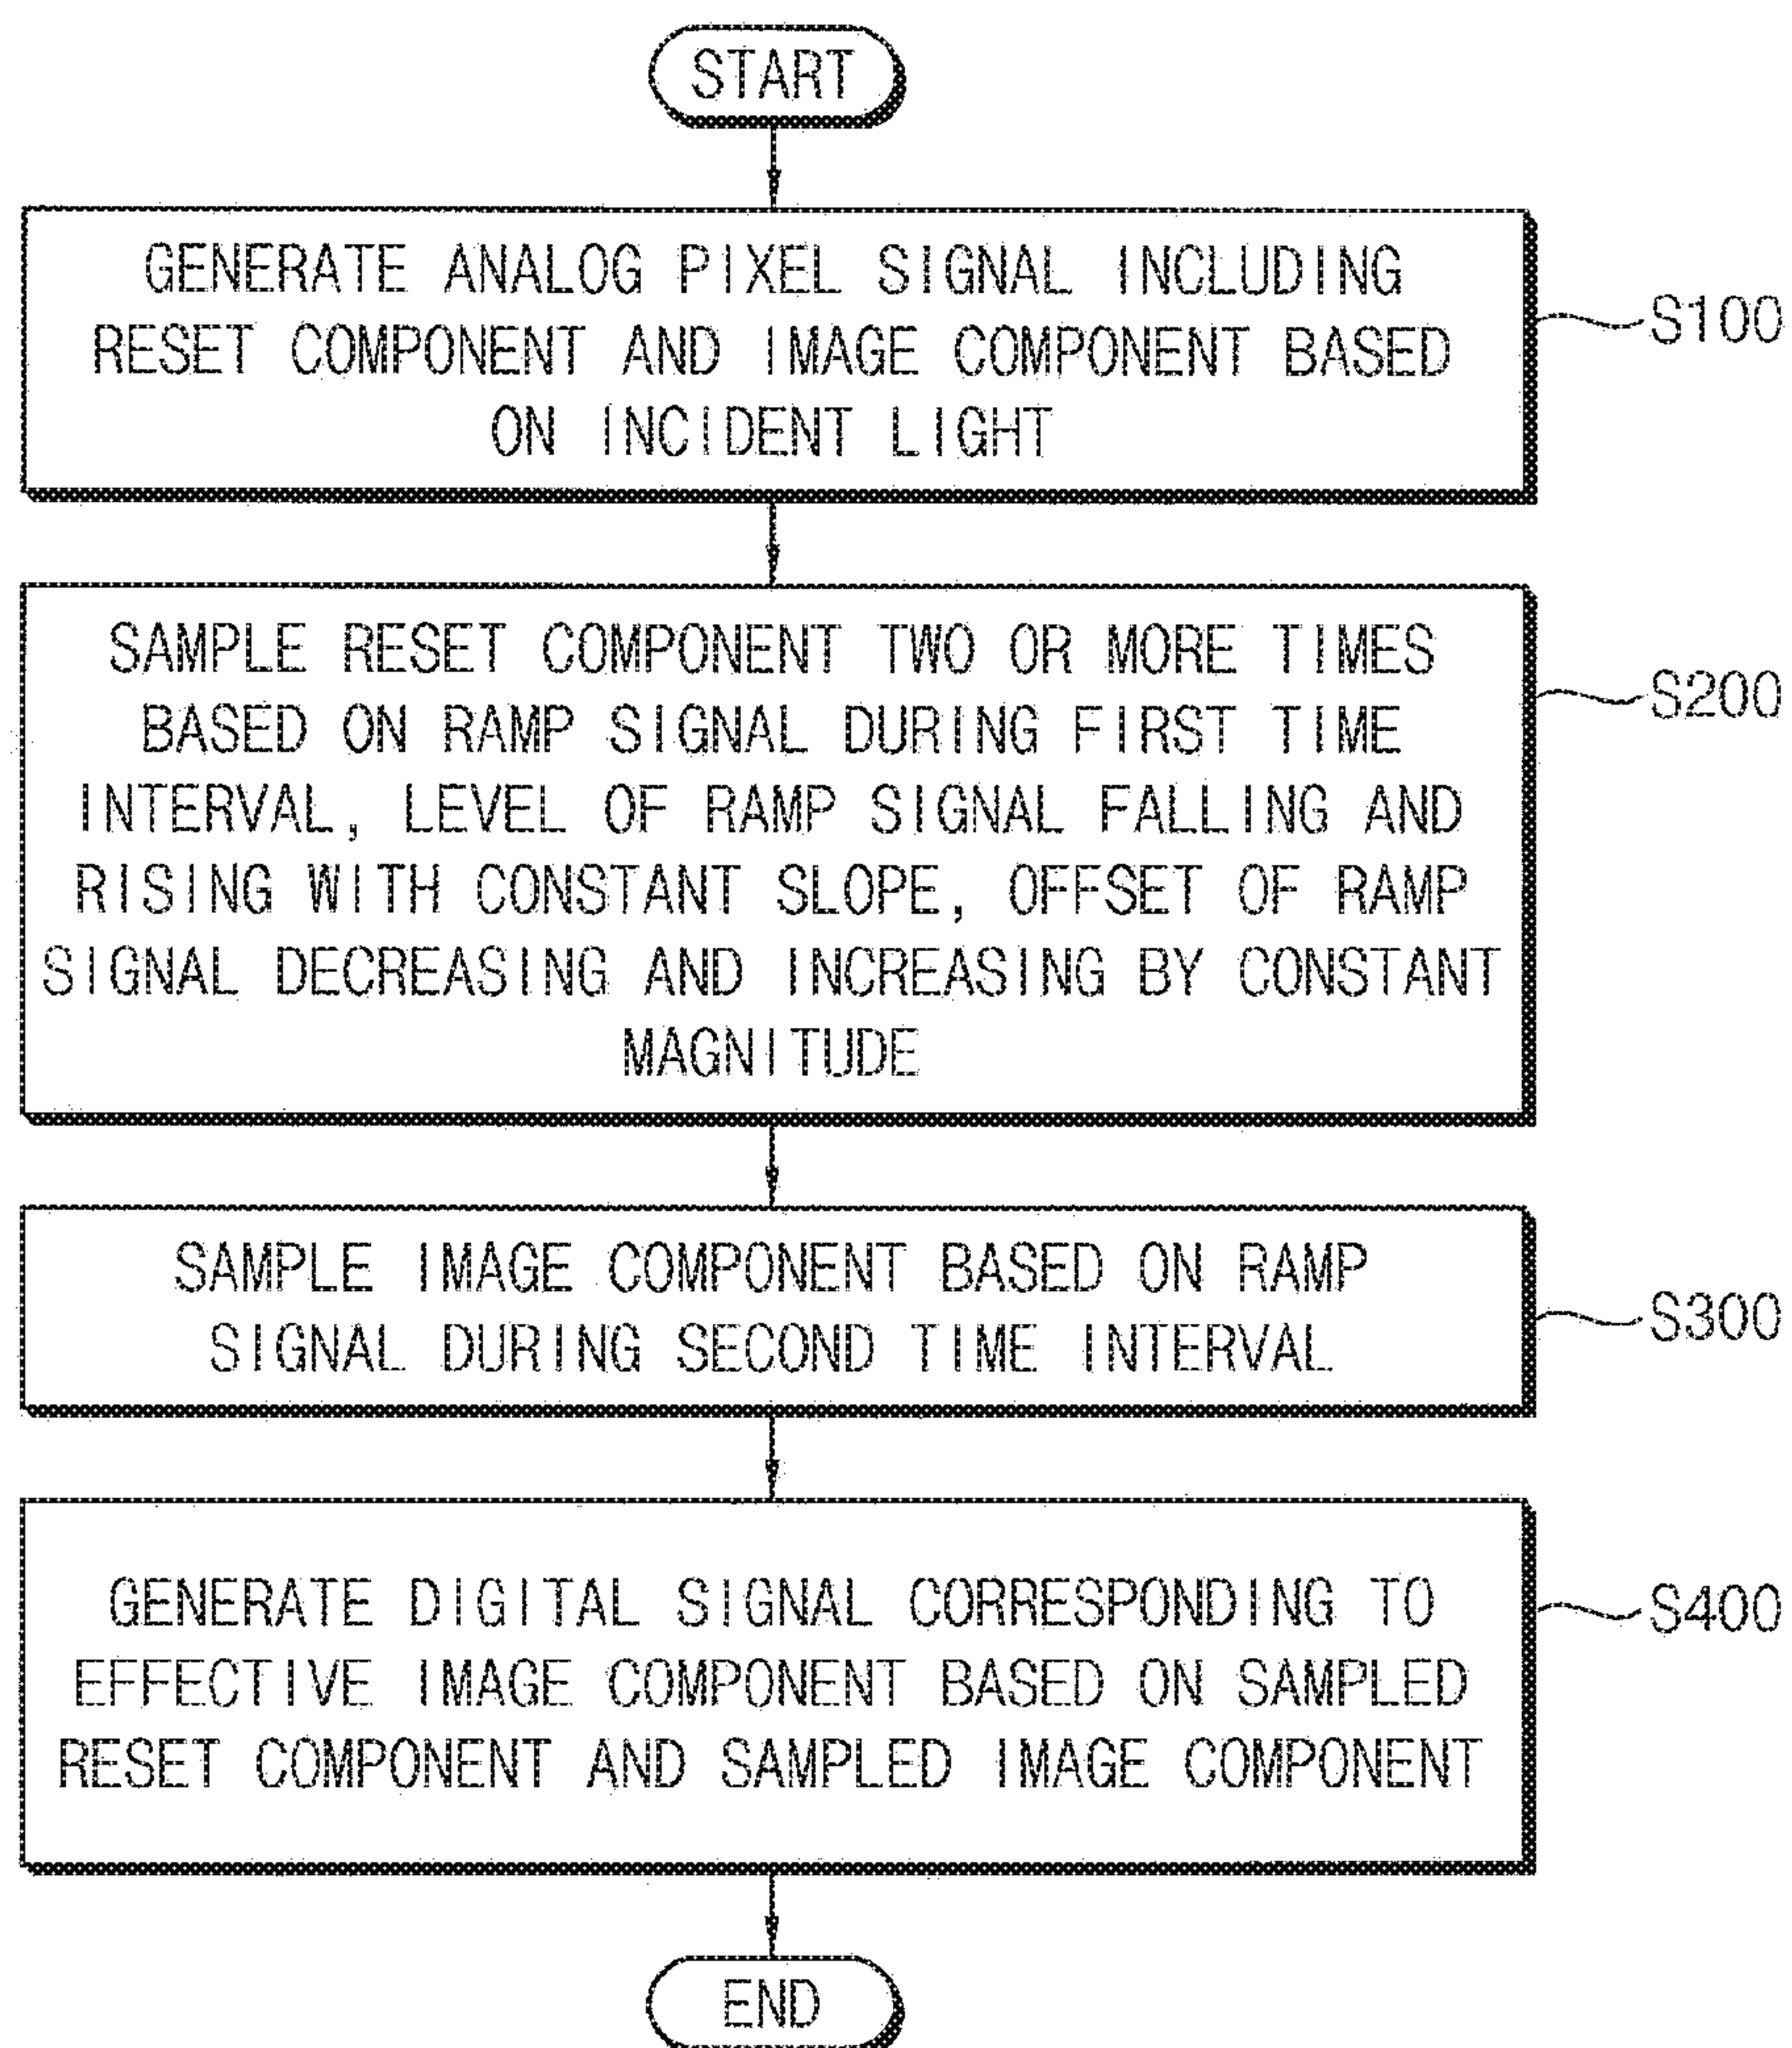 START
GENERATE ANALOG PIXEL SIGNAL INCLUDING
RESET COMPONENT AND IMAGE COMPONENT BASED
ON INCIDENT LIGHT
S100
SAMPLE RESET COMPONENT TWO OR MORE TIMES
BASED ON RAMP SIGNAL DURING FIRST TIME
INTERVAL, LEVEL OF RAMP SIGNAL FALLING AND
RISING WITH CONSTANT SLOPE, OFFSET OF RAMP
SIGNAL DECREASING AND INCREASING BY CONSTANT
MAGNITUDE
S200
SAMPLE IMAGE COMPONENT BASED ON RAMP
SIGNAL DURING SECOND TIME INTERVAL
S300
GENERATE DIGITAL SIGNAL CORRESPONDING TO
EFFECTIVE IMAGE COMPONENT BASED ON SAMPLED
RESET COMPONENT AND SAMPLED IMAGE COMPONENT
S400
END